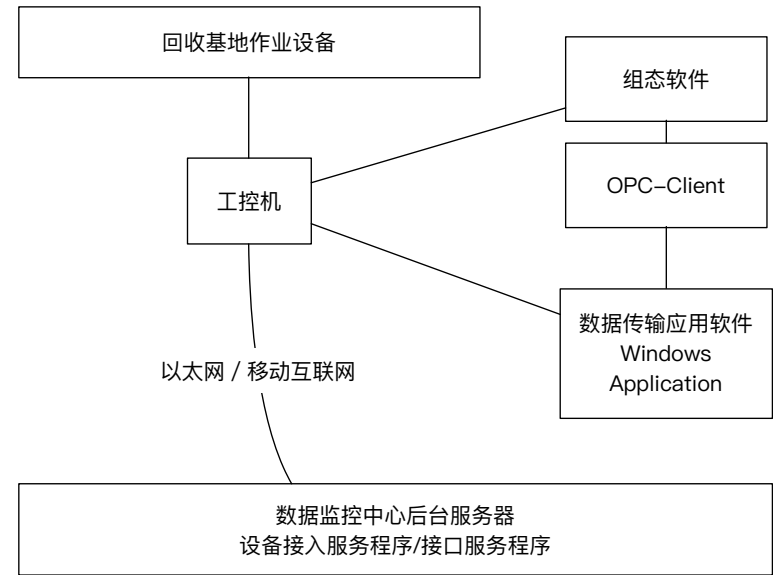 回收基地作业设备
组态软件
工控机
OPC–Client
数据传输应用软件
Windows
Application
以太网 / 移动互联网
数据监控中心后台服务器
设备接入服务程序/接口服务程序